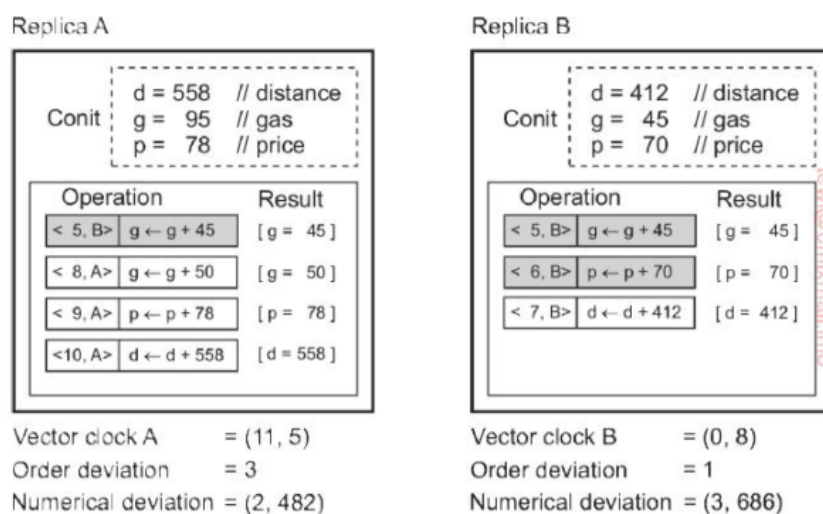 Replica A
Conit
d = 558 // distance
g = 95 // gas
p = 78 // price
Operation Result
< 5, B> g ← g + 45 [ g = 45 ]
< 8, A> g ← g + 50 [ g = 50 ]
< 9, A> p ← p + 78 [ p = 78 ]
<10, A> d ← d + 558 [ d = 558 ]
Vector clock A = (11, 5)
Order deviation = 3
Numerical deviation = (2, 482)
Replica B
Conit
d = 412 // distance
g = 45 // gas
p = 70 // price
Operation Result
< 5, B> g ← g + 45 [ g = 45 ]
< 6, B> p ← p + 70 [ p = 70 ]
< 7, B> d ← d + 412 [ d = 412 ]
Vector clock B = (0, 8)
Order deviation = 1
Numerical deviation = (3, 686)